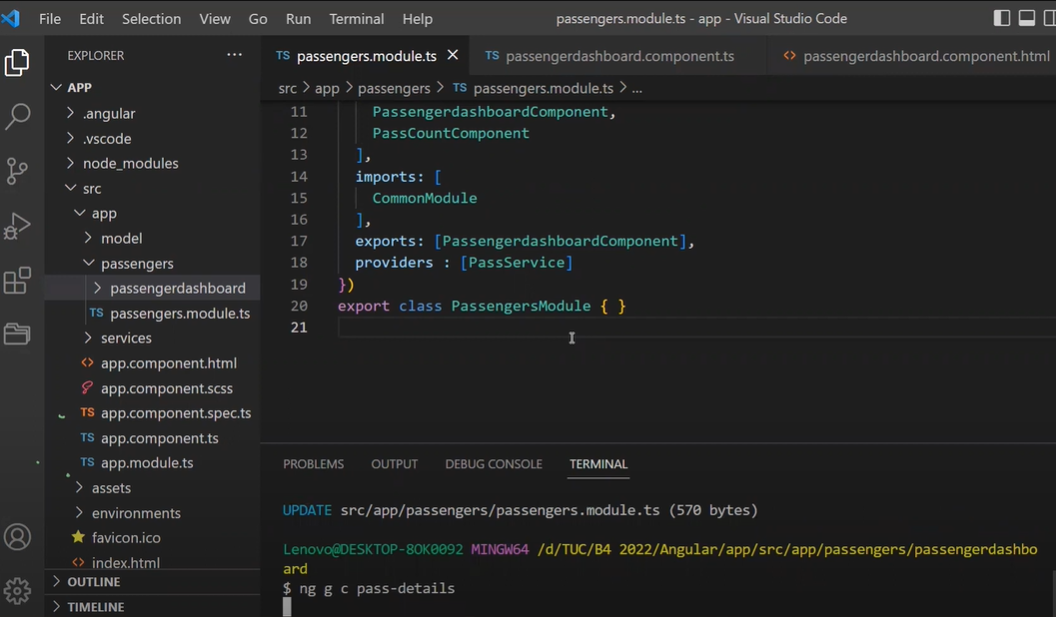 File Edit Selection View Go Run Terminal Help
passengers.module.ts - app - Visual Studio Code
EXPLORER
APP
.angular
.vscode
node_modules
src
app
model
passengers
passengerdashboard
TS passengers.module.ts
services
<> app.component.html
app.component.scss
TS app.component.spec.ts
TS app.component.ts
TS app.module.ts
assets
environments
favicon.ico
<> index.html
OUTLINE
TIMELINE
TS passengers.module.ts
TS passengerdashboard.component.ts
<> passengerdashboard.component.html
src > app > passengers > TS passengers.module.ts > ...
11 PassengerdashboardComponent,
12 PassCountComponent
13 ],
14 imports: [
15 CommonModule
16 ],
17 exports: [PassengerdashboardComponent],
18 providers : [PassService]
19 })
20 export class PassengersModule { }
21
PROBLEMS OUTPUT DEBUG CONSOLE TERMINAL
UPDATE src/app/passengers/passengers.module.ts (570 bytes)
Lenovo@DESKTOP-8OK0092 MINGW64 /d/TUC/B4 2022/Angular/app/src/app/passengers/passengerdashbo
ard
$ ng g c pass-details